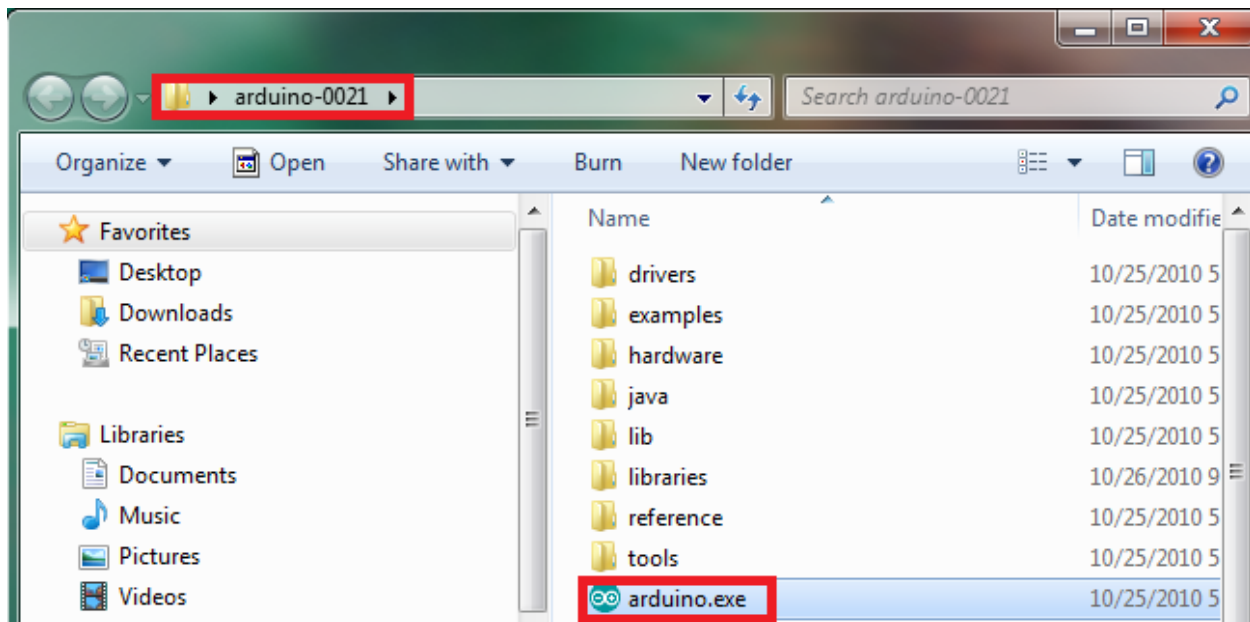 arduino-0021
Search arduino-0021
Organize Open Share with Burn New folder
Name Date modifie
Favorites
Desktop
Downloads
Recent Places
Libraries
Documents
Music
Pictures
Videos
drivers 10/25/2010 5
examples 10/25/2010 5
hardware 10/25/2010 5
java 10/25/2010 5
lib 10/25/2010 5
libraries 10/26/2010 9
reference 10/25/2010 5
tools 10/25/2010 5
arduino.exe 10/25/2010 5